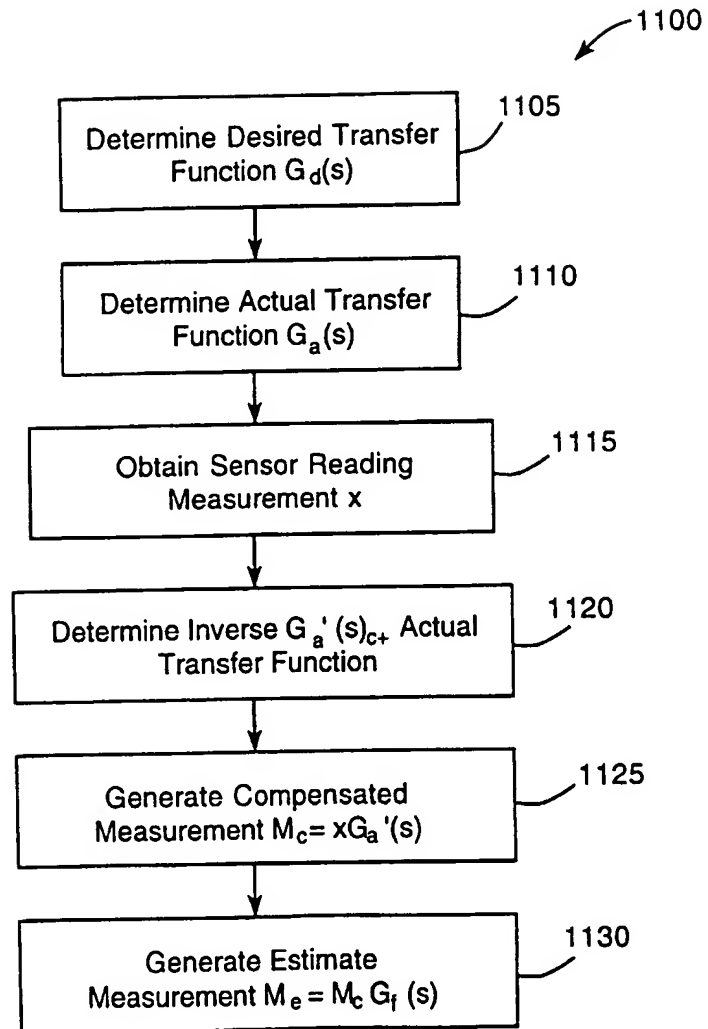 1100
Determine Desired Transfer
Function G_d(s)
1105
Determine Actual Transfer
Function G_a(s)
1110
Obtain Sensor Reading
Measurement x
1115
Determine Inverse G_a'(s)_c+ Actual
Transfer Function
1120
Generate Compensated
Measurement M_c = xG_a'(s)
1125
Generate Estimate
Measurement M_e = M_c G_f (s)
1130